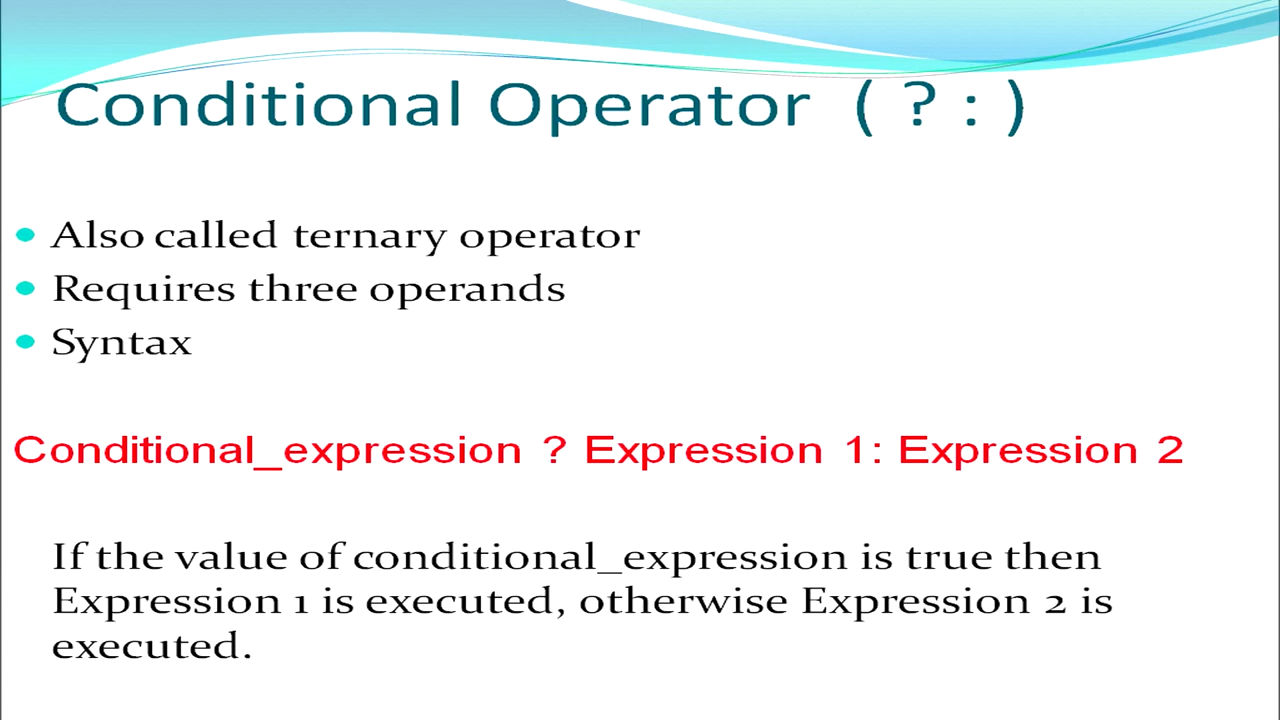 Conditional Operator ( ? : )
• Also called ternary operator
• Requires three operands
• Syntax
Conditional_expression ? Expression 1: Expression 2
If the value of conditional_expression is true then
Expression 1 is executed, otherwise Expression 2 is
executed.